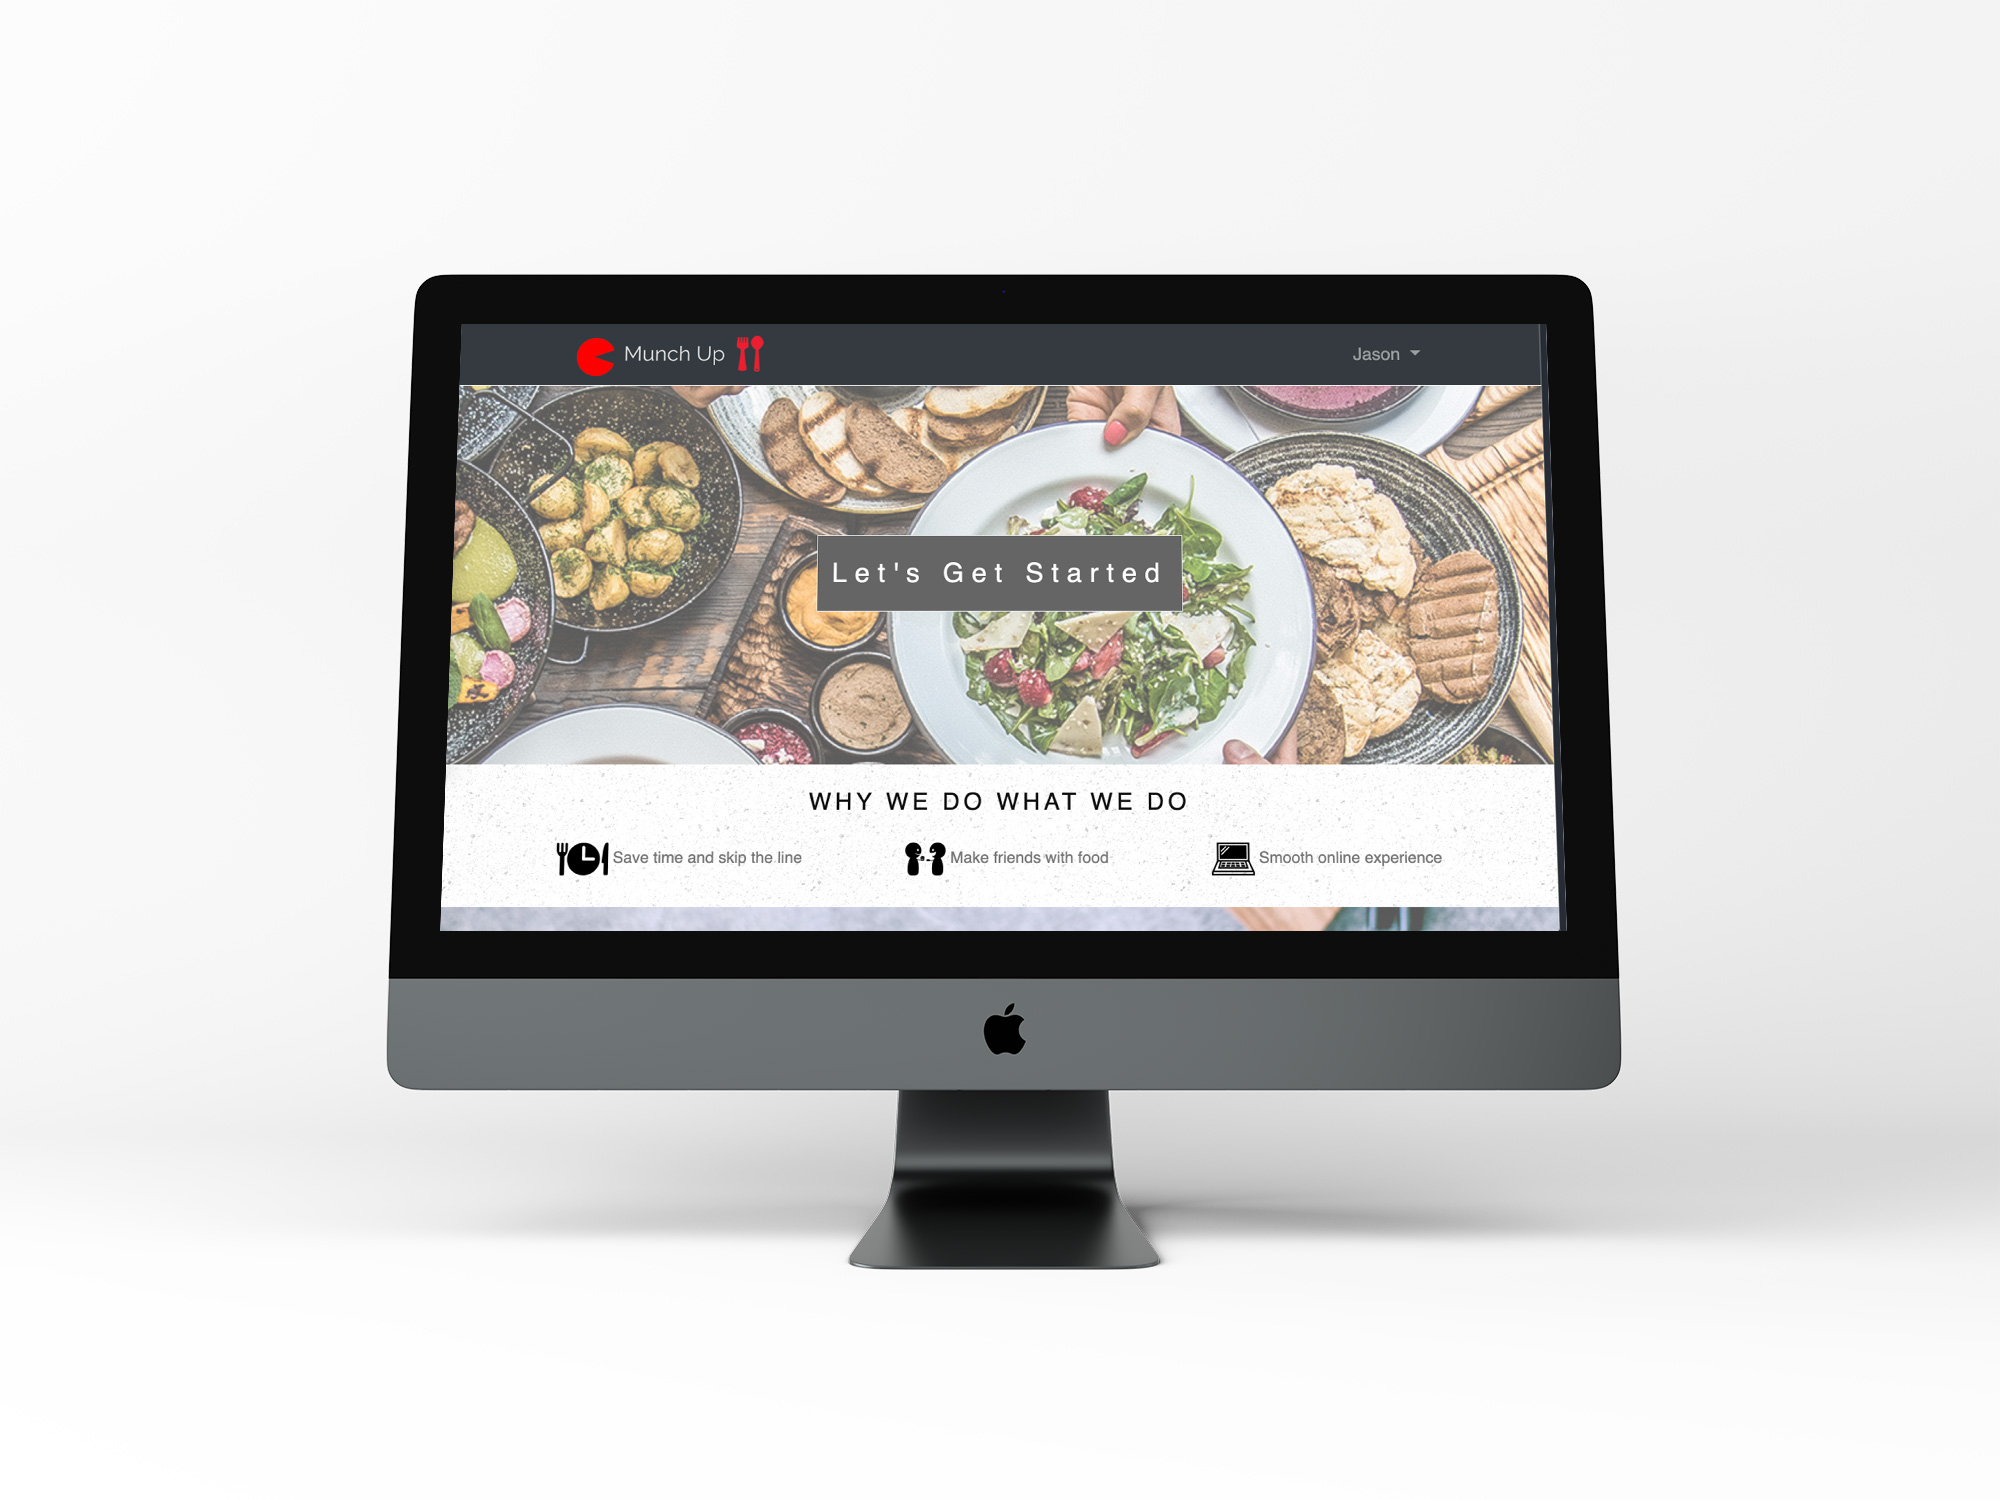 Munch Up
Jason
Let's Get Started
WHY WE DO WHAT WE DO
Save time and skip the line
Make friends with food
Smooth online experience